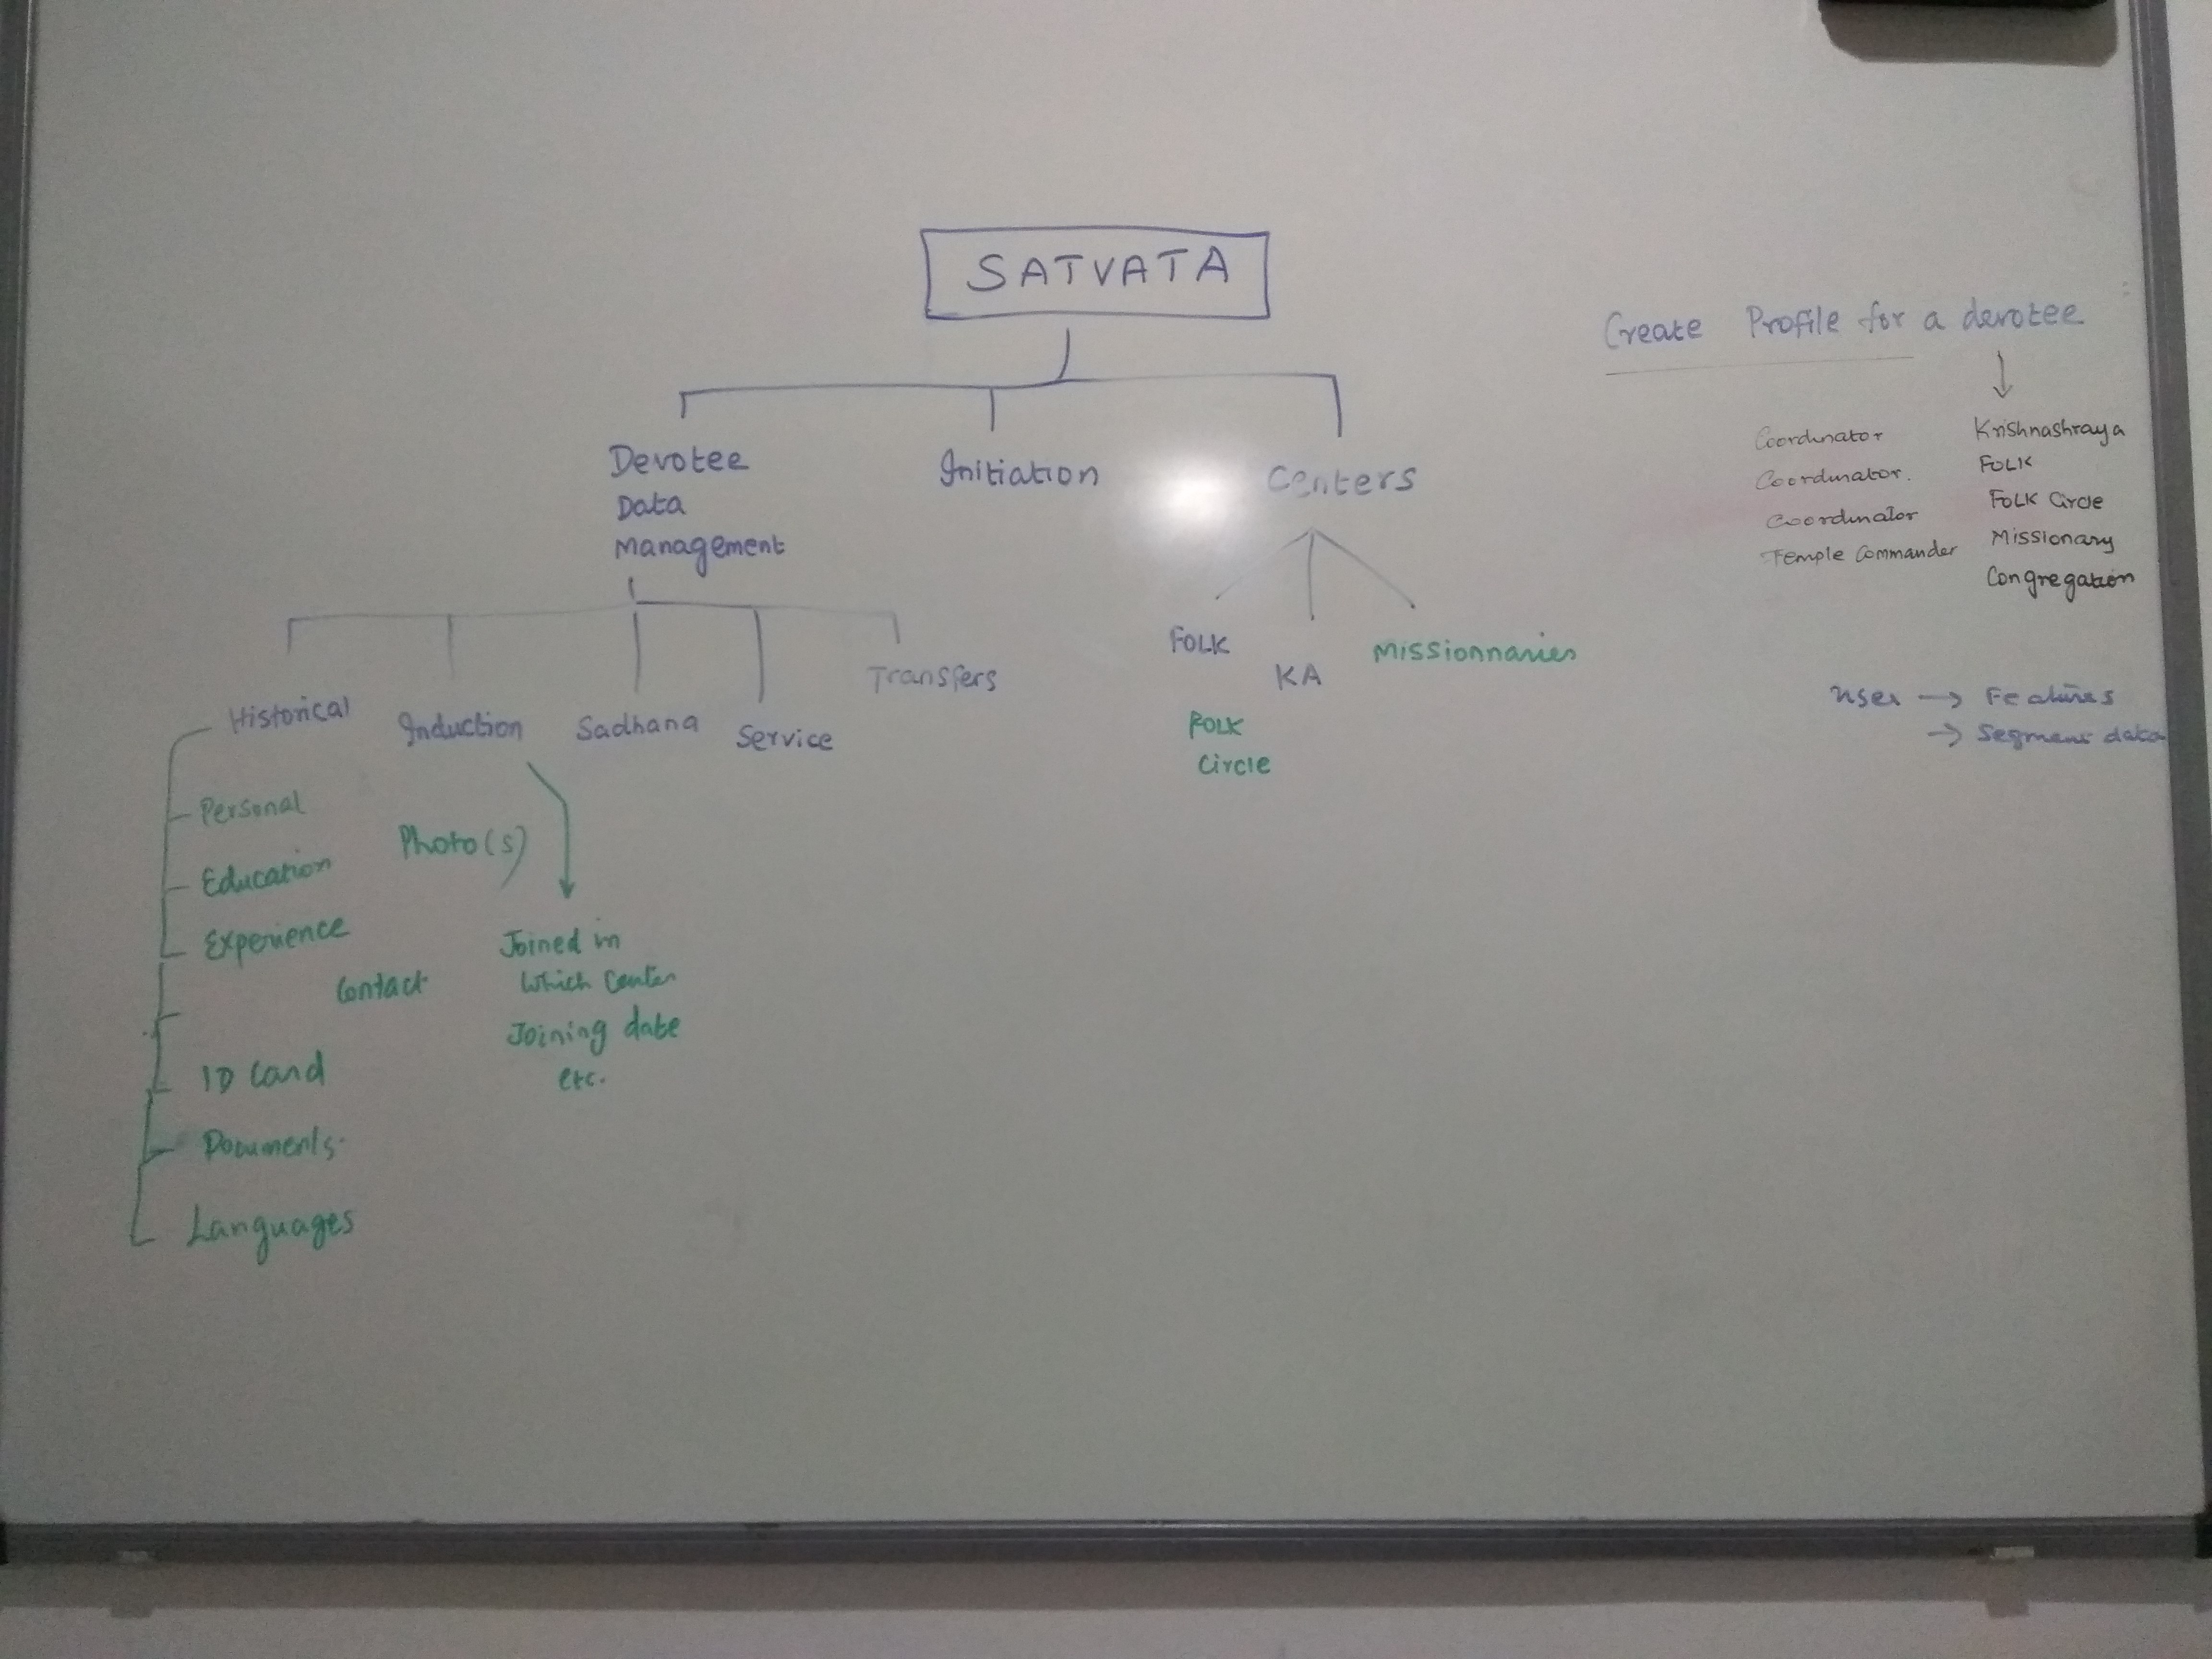 SATVATA
Create Profile for a devotee
Devotee
Data
Management
Initiation
Centers
Coordinator Krishnashraya
Coordinator. FOLK
Coordinator FOLK Circle
Temple Commander Missionary
Congregation
FOLK
KA
Missionnaries
FOLK
Circle
User → Features
→ Segment data
Historical
Induction
Sadhana
Service
Transfers
Personal
Photo(s)
Education
Experience
Contact
Joined in
which center
Joining date
etc.
ID Card
Documents.
Languages